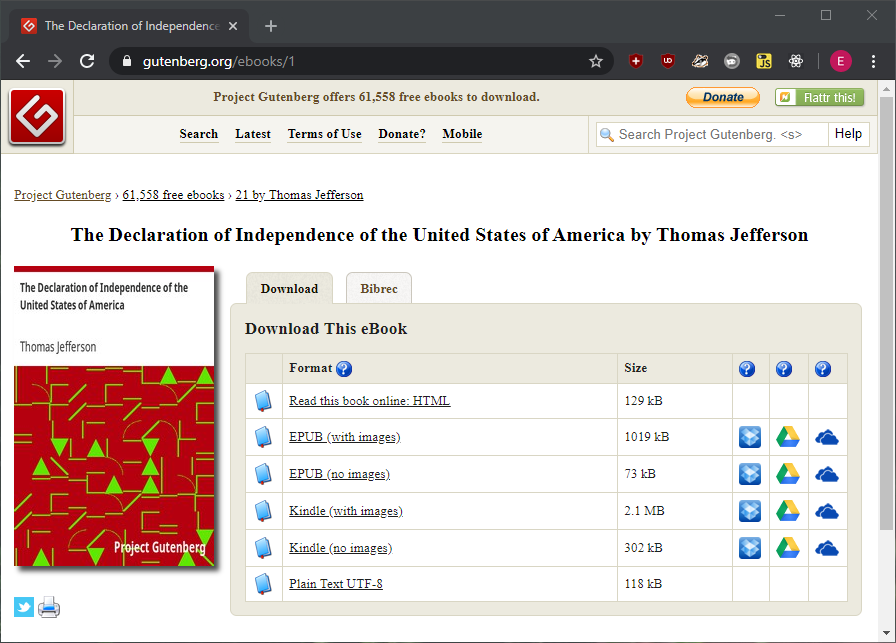 The Declaration of Independence
gutenberg.org/ebooks/1
UD
JS
E
Project Gutenberg offers 61,558 free ebooks to download.
Donate
Flattr this!
Search Latest Terms of Use Donate? Mobile
Search Project Gutenberg. <s>
Help
Project Gutenberg › 61,558 free ebooks › 21 by Thomas Jefferson
The Declaration of Independence of the United States of America by Thomas Jefferson
The Declaration of Independence of the
United States of America
Thomas Jefferson
Project Gutenberg
Download Bibrec
Download This eBook
Format ? Size ? ? ?
Read this book online: HTML 129 kB
EPUB (with images) 1019 kB
EPUB (no images) 73 kB
Kindle (with images) 2.1 MB
Kindle (no images) 302 kB
Plain Text UTF-8 118 kB